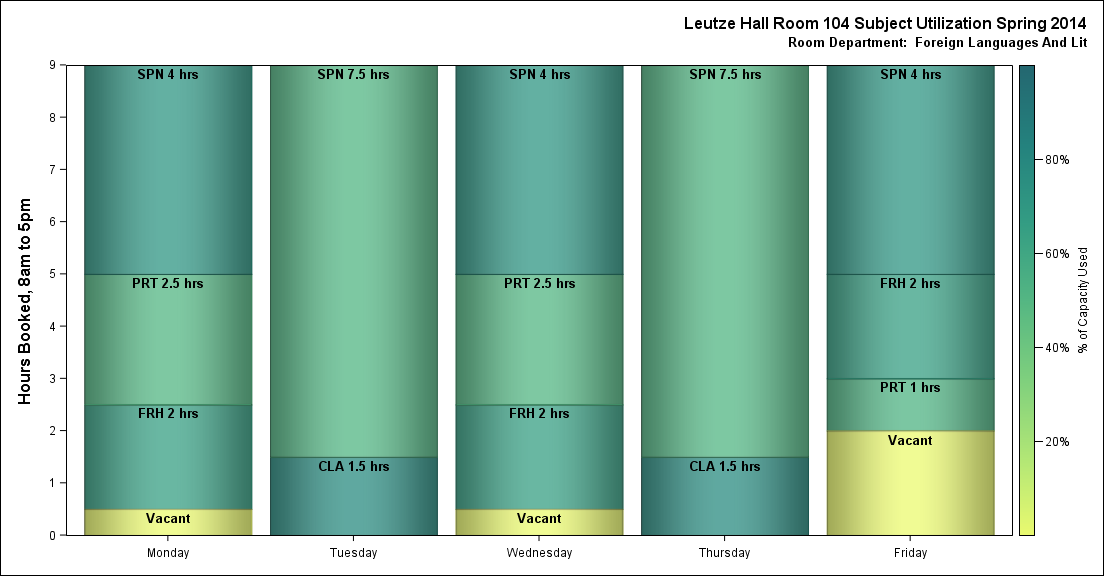 Leutze Hall Room 104 Subject Utilization Spring 2014
Room Department:  Foreign Languages And Lit
Hours Booked, 8am to 5pm
9
8
7
6
5
4
3
2
1
0
SPN 4 hrs
PRT 2.5 hrs
FRH 2 hrs
Vacant
Monday
SPN 7.5 hrs
CLA 1.5 hrs
Tuesday
SPN 4 hrs
PRT 2.5 hrs
FRH 2 hrs
Vacant
Wednesday
SPN 7.5 hrs
CLA 1.5 hrs
Thursday
SPN 4 hrs
FRH 2 hrs
PRT 1 hrs
Vacant
Friday
80%
60%
40%
20%
% of Capacity Used